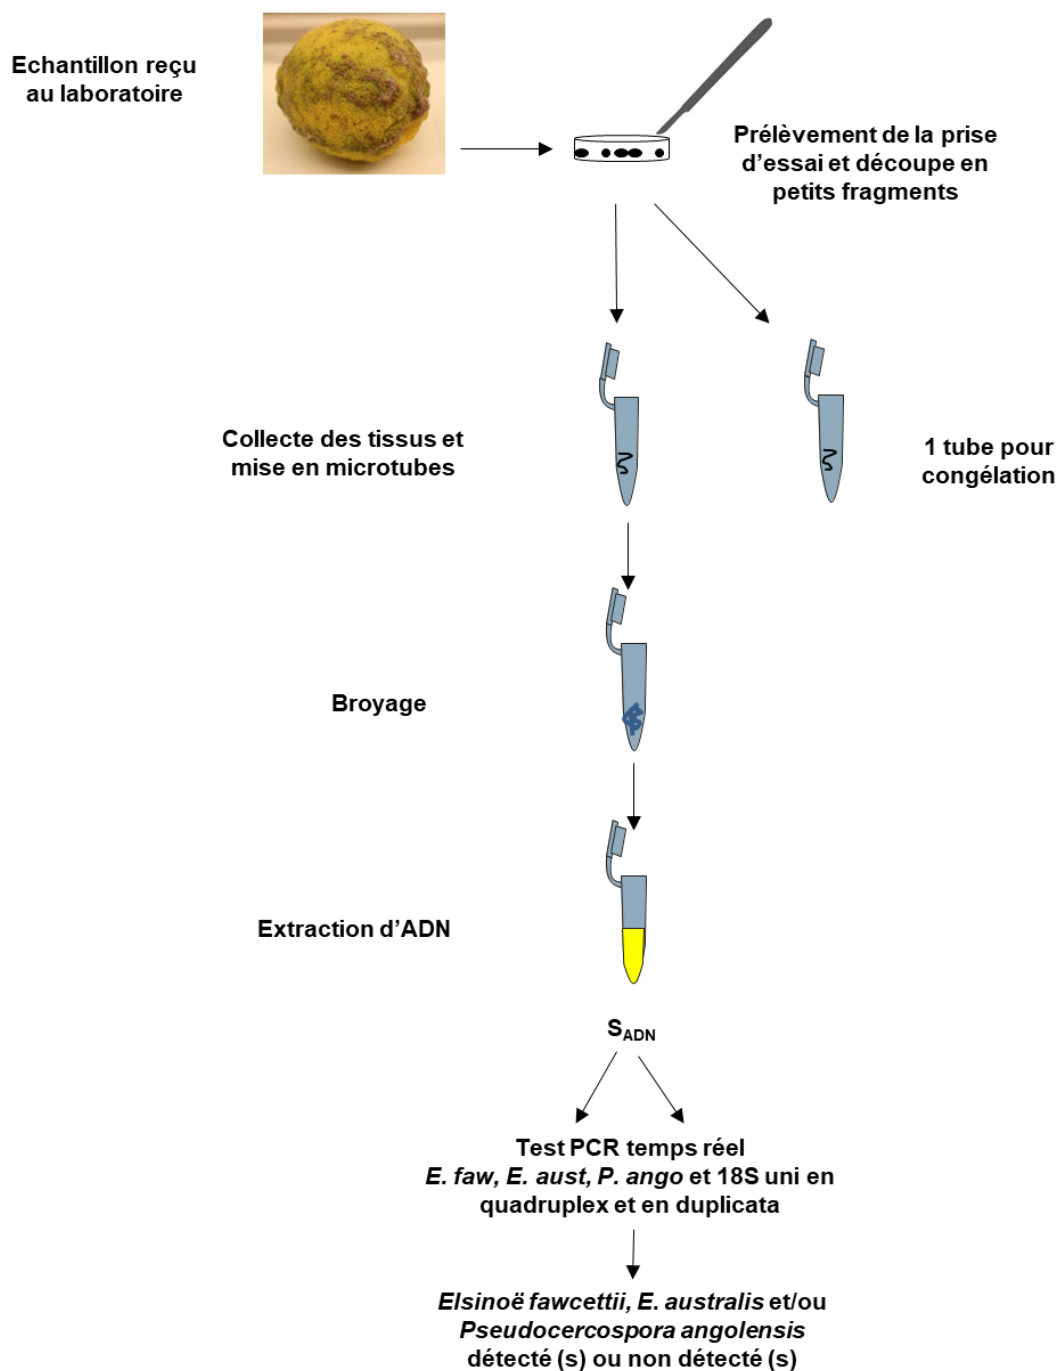 Echantillon reçu
au laboratoire
Prélèvement de la prise
d’essai et découpe en
petits fragments
Collecte des tissus et
mise en microtubes
1 tube pour
congélation
Broyage
Extraction d’ADN
SADN
Test PCR temps réel
E. faw, E. aust, P. ango et 18S uni en
quadruplex et en duplicata
Elsinoë fawcettii, E. australis et/ou
Pseudocercospora angolensis
détecté (s) ou non détecté (s)